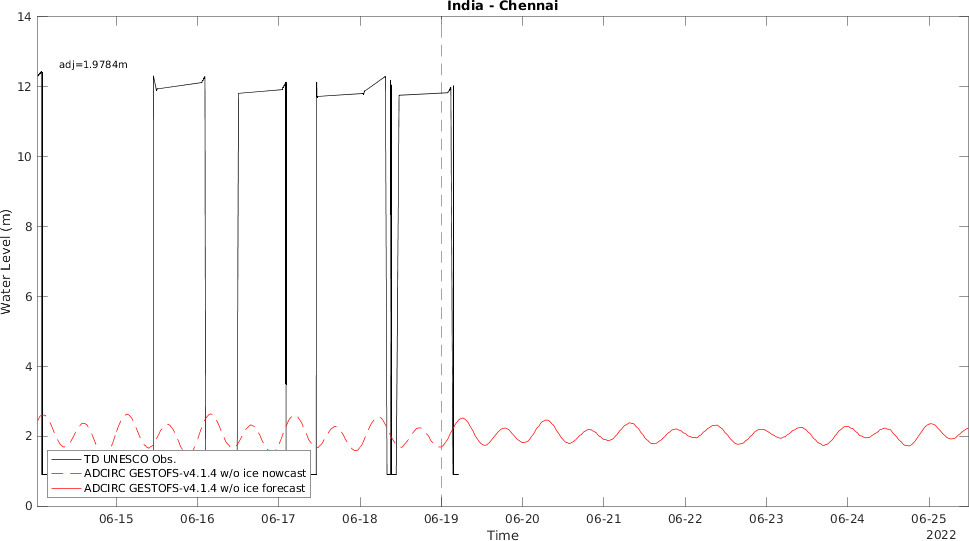 India - Chennai
adj=1.9784m
14
12
10
8
6
4
2
0
Water Level (m)
TD UNESCO Obs.
ADCIRC GESTOFS-v4.1.4 w/o ice nowcast
ADCIRC GESTOFS-v4.1.4 w/o ice forecast
06-15 06-16 06-17 06-18 06-19 06-20 06-21 06-22 06-23 06-24 06-25
Time
2022